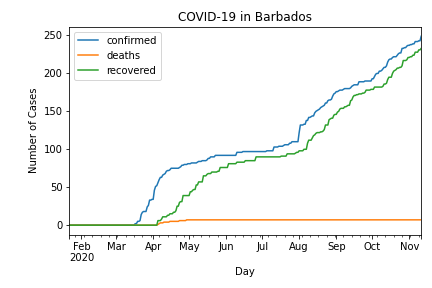 COVID-19 in Barbados
confirmed
deaths
recovered
Number of Cases
250
200
150
100
50
0
Feb Mar Apr May Jun Jul Aug Sep Oct Nov
2020
Day